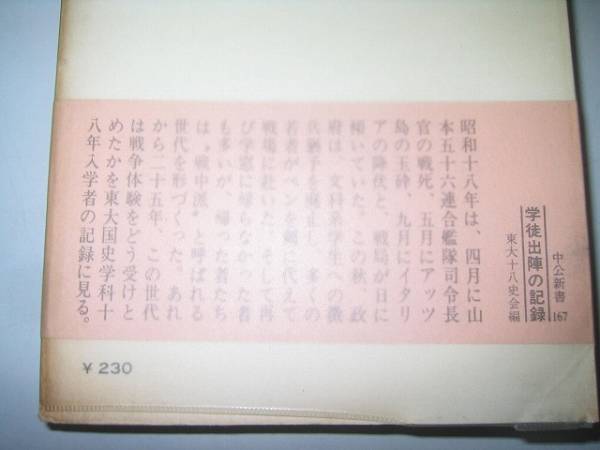 中公新書 167
学徒出陣の記録
東大十八史会編
昭和十八年は、四月に山
本五十六連合艦隊司令長
官の戦死、五月にアッツ
島の玉砕、九月にイタリ
アの降伏と、戦局が日に
傾いていた。この秋、政
府は、文科系学生への徴
兵猶予を廃止し、多くの
若者がペンを剣に代えて
戦場に赴いた。そして再
び学窓に帰らなかった者
も多いが、帰った者たち
は〝戦中派〟と呼ばれる
世代を形づくった。あれ
から二十五年、この世代
は戦争体験をどう受けと
めたかを東大国史学科十
八年入学者の記録に見る。
¥230